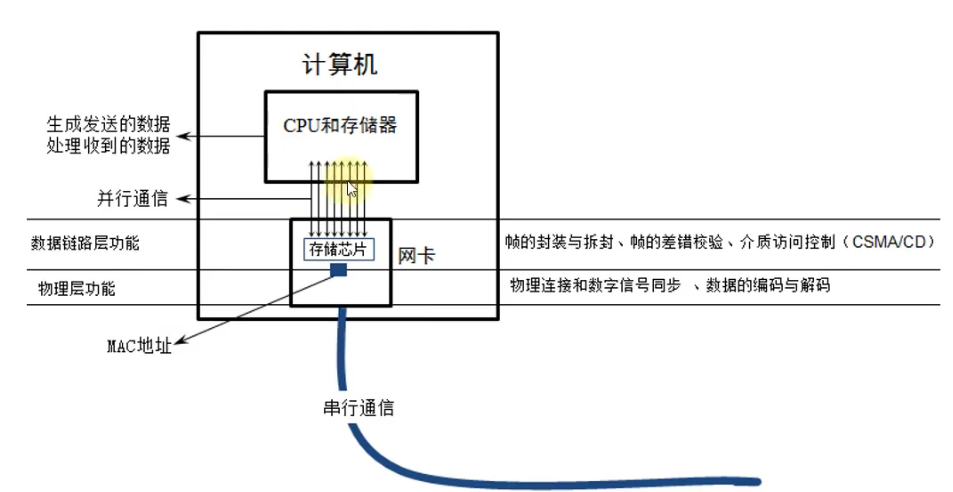 计算机
CPU和存储器
生成发送的数据
处理收到的数据
并行通信
数据链路层功能
存储芯片
网卡
帧的封装与拆封、帧的差错校验、介质访问控制（CSMA/CD）
物理层功能
物理连接和数字信号同步 、数据的编码与解码
MAC地址
串行通信